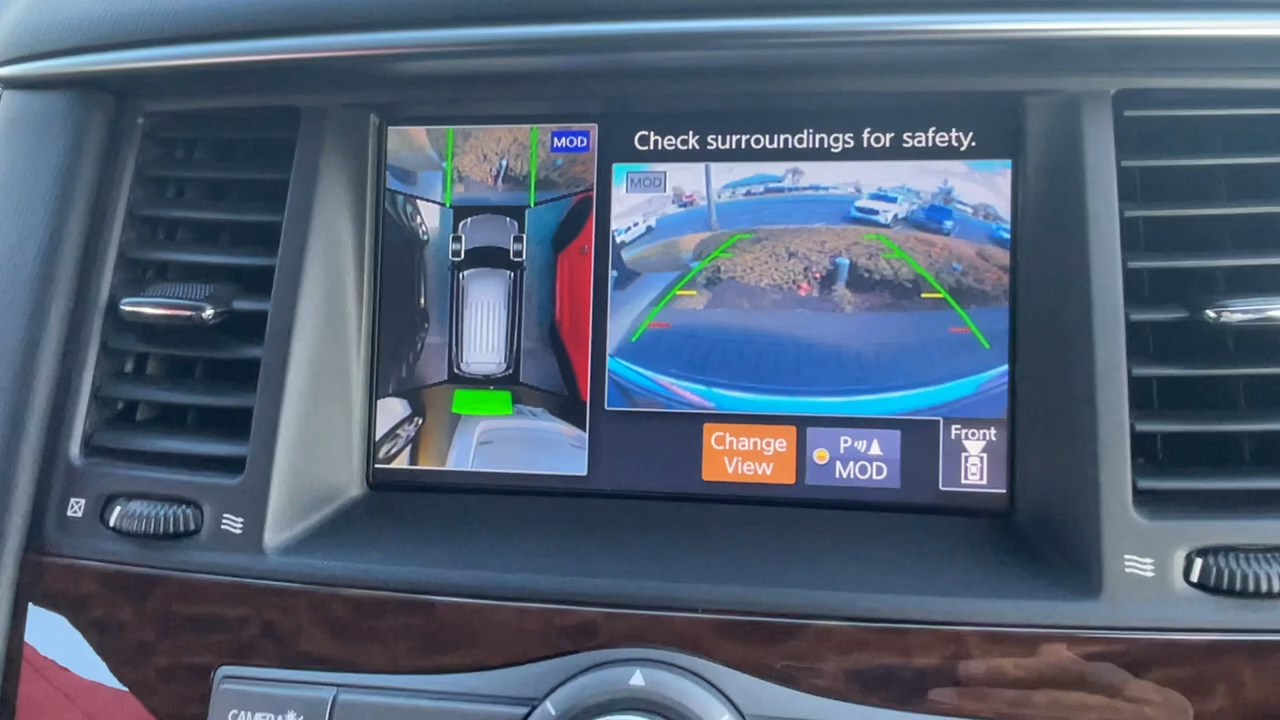 MOD
Check surroundings for safety.
MOD
Change
View
P
MOD
Front
CAMERA